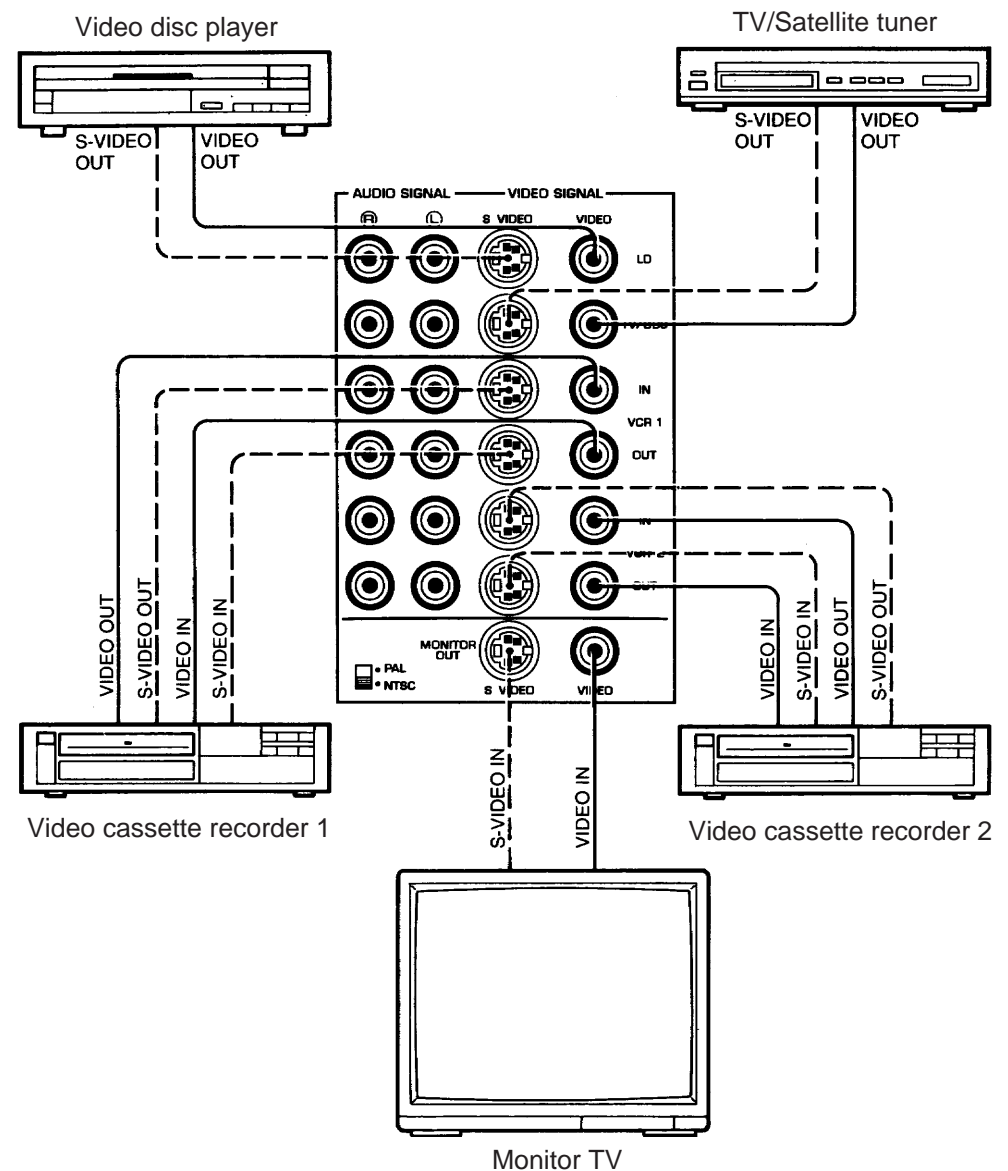 Video disc player
TV/Satellite tuner
S-VIDEO
OUT
VIDEO
OUT
S-VIDEO
OUT
VIDEO
OUT
AUDIO SIGNAL
VIDEO SIGNAL
R
L
S VIDEO
VIDEO
LD
IN
VCR 1
OUT
IN
VCR 2
OUT
MONITOR
OUT
• PAL
• NTSC
S VIDEO
VIDEO
VIDEO OUT
S-VIDEO OUT
VIDEO IN
S-VIDEO IN
VIDEO IN
S-VIDEO IN
VIDEO OUT
S-VIDEO OUT
S-VIDEO IN
VIDEO IN
Video cassette recorder 1
Video cassette recorder 2
Monitor TV